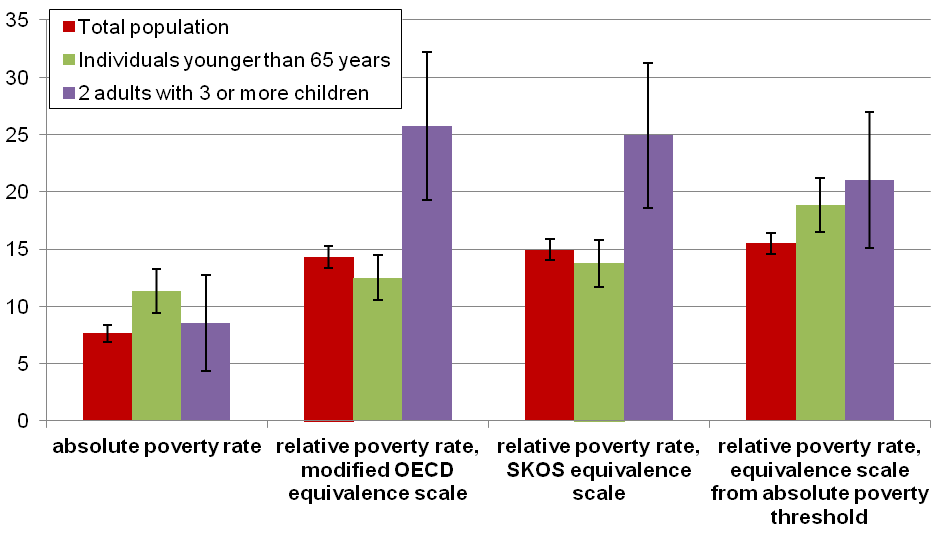 35
30
25
20
15
10
5
0
Total population
Individuals younger than 65 years
2 adults with 3 or more children
absolute poverty rate
relative poverty rate,
modified OECD
equivalence scale
relative poverty rate,
SKOS equivalence
scale
relative poverty rate,
equivalence scale
from absolute poverty
threshold